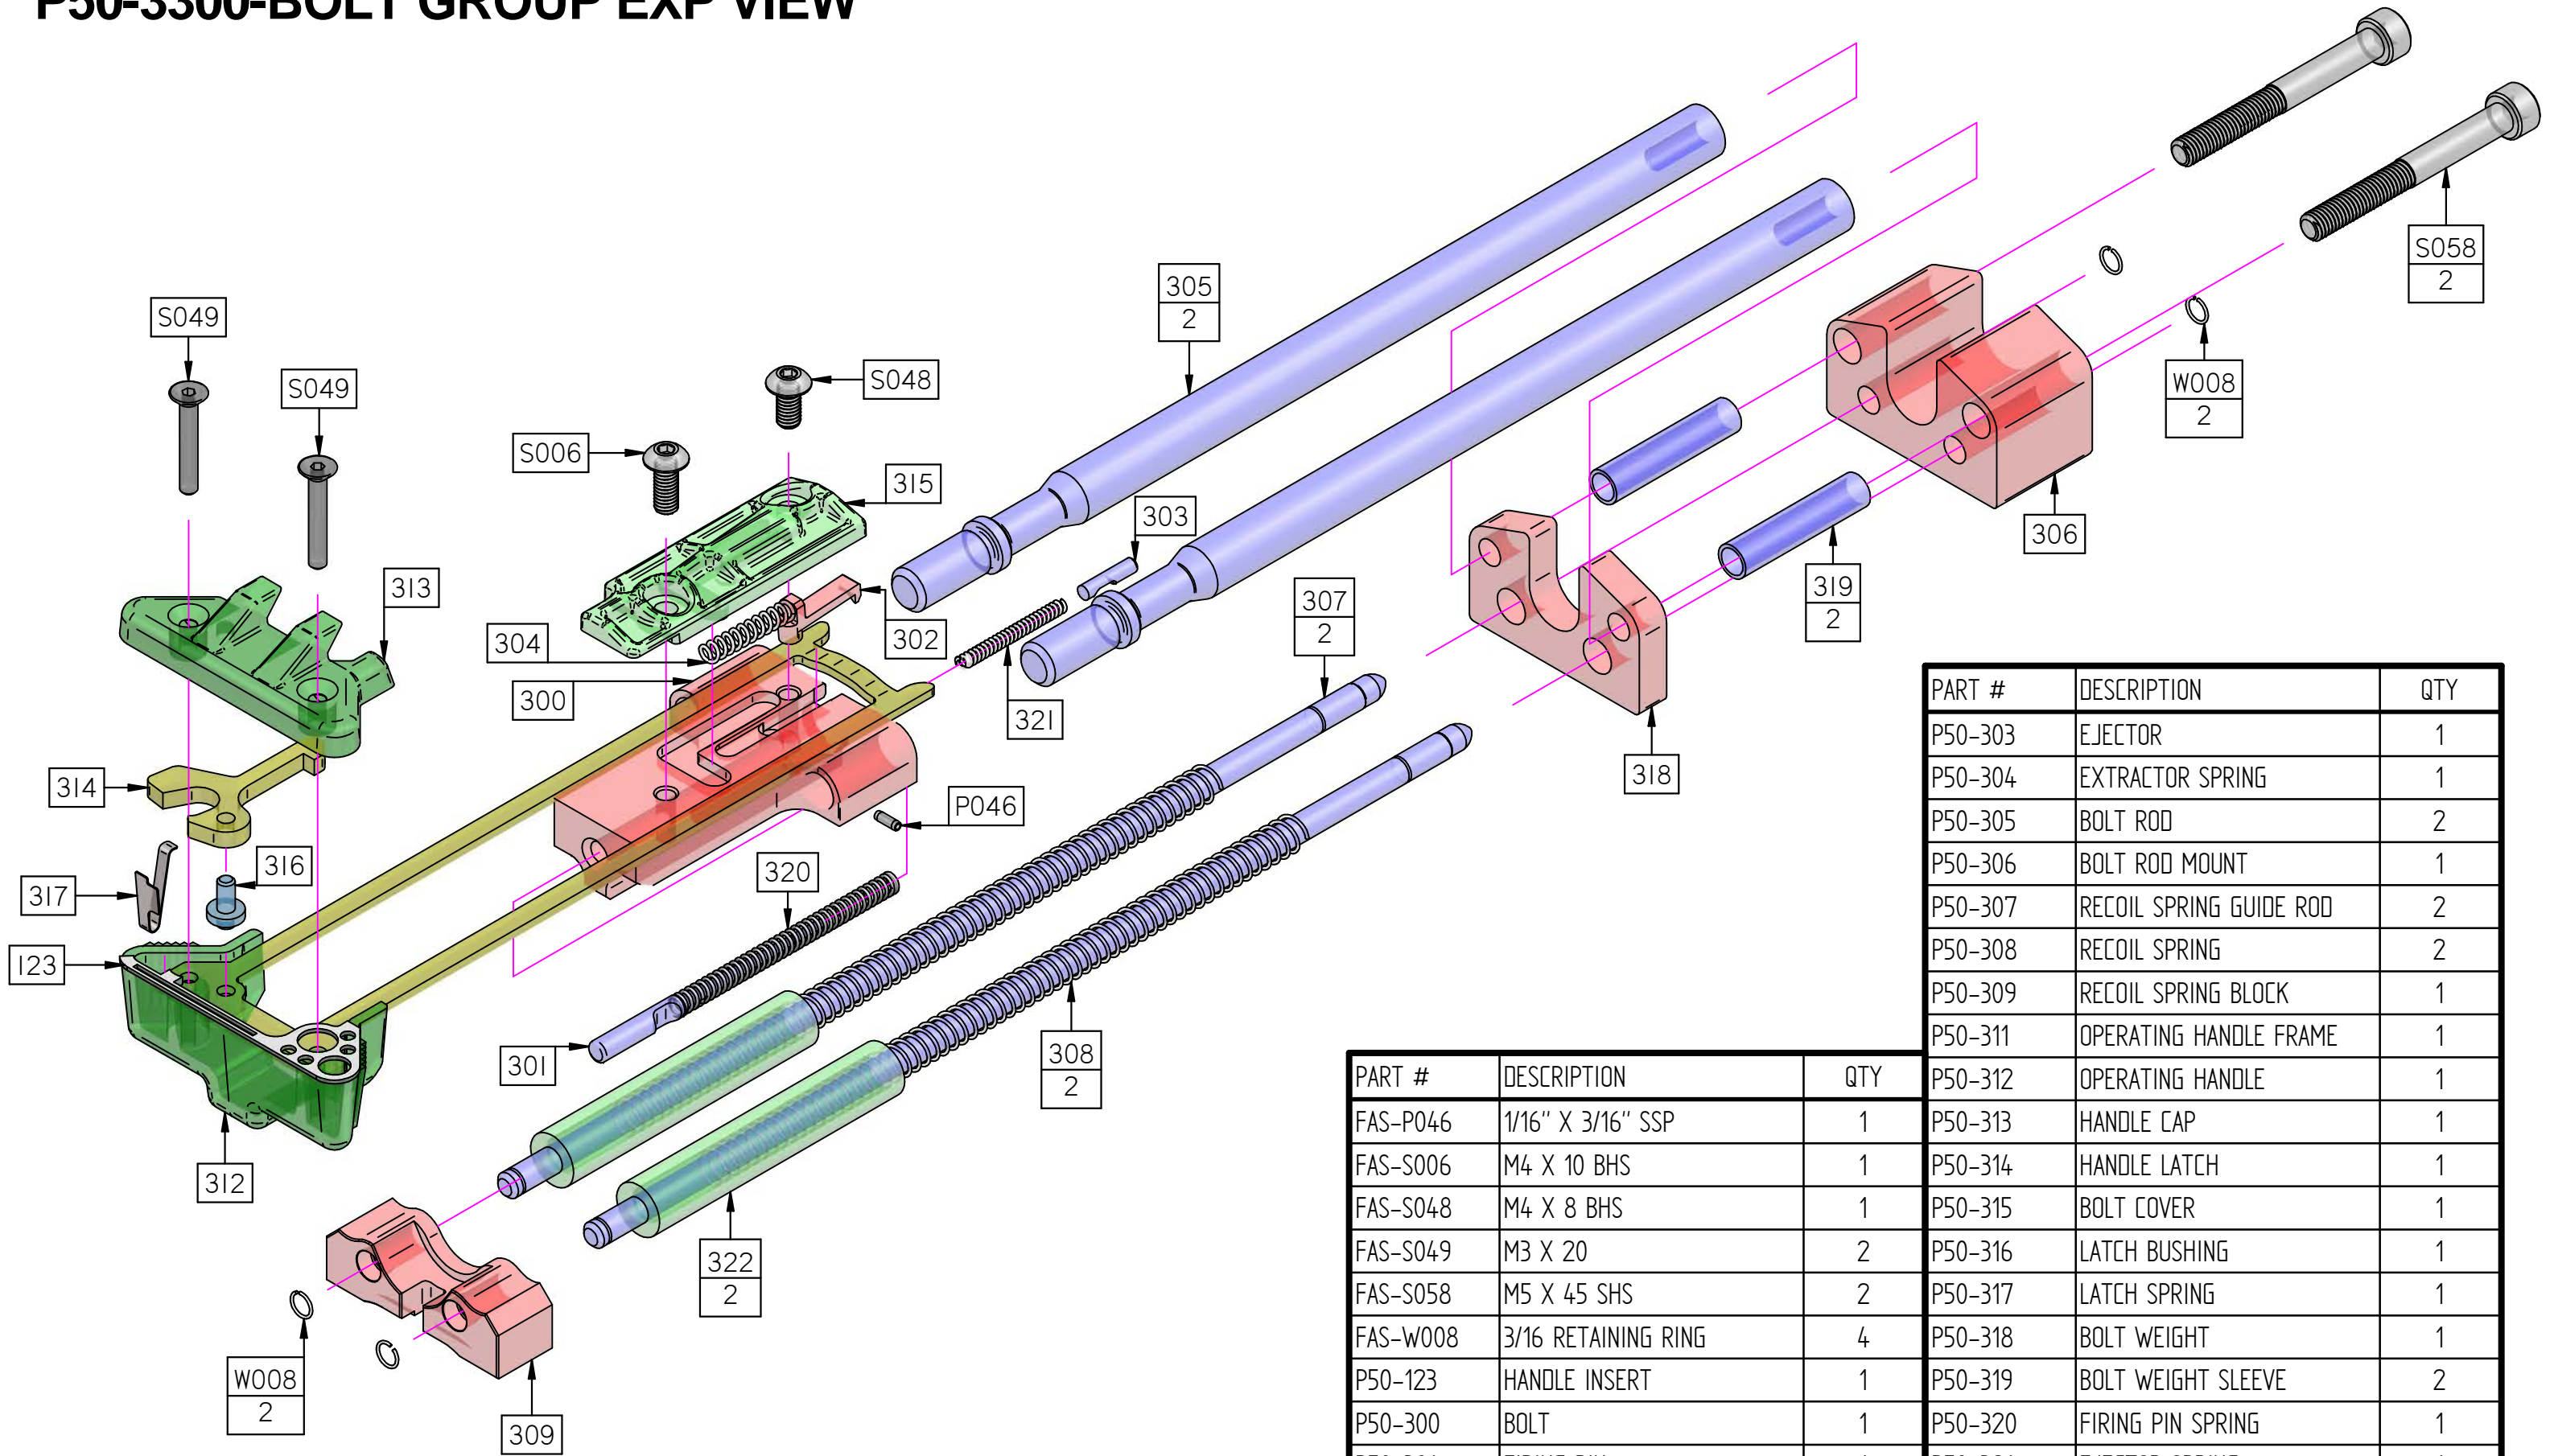 P50-3300-BOLT GROUP EXP VIEW
S058
2
305
2
S049
S049
S048
W008
2
S006
315
303
306
313
307
2
319
2
304
302
300
321
318
314
P046
316
320
317
123
301
308
2
312
322
2
W008
2
309
PART # DESCRIPTION QTY
FAS-P046 1/16" X 3/16" SSP 1
FAS-S006 M4 X 10 BHS 1
FAS-S048 M4 X 8 BHS 1
FAS-S049 M3 X 20 2
FAS-S058 M5 X 45 SHS 2
FAS-W008 3/16 RETAINING RING 4
P50-123 HANDLE INSERT 1
P50-300 BOLT 1
PART # DESCRIPTION QTY
P50-303 EJECTOR 1
P50-304 EXTRACTOR SPRING 1
P50-305 BOLT ROD 2
P50-306 BOLT ROD MOUNT 1
P50-307 RECOIL SPRING GUIDE ROD 2
P50-308 RECOIL SPRING 2
P50-309 RECOIL SPRING BLOCK 1
P50-311 OPERATING HANDLE FRAME 1
P50-312 OPERATING HANDLE 1
P50-313 HANDLE CAP 1
P50-314 HANDLE LATCH 1
P50-315 BOLT COVER 1
P50-316 LATCH BUSHING 1
P50-317 LATCH SPRING 1
P50-318 BOLT WEIGHT 1
P50-319 BOLT WEIGHT SLEEVE 2
P50-320 FIRING PIN SPRING 1